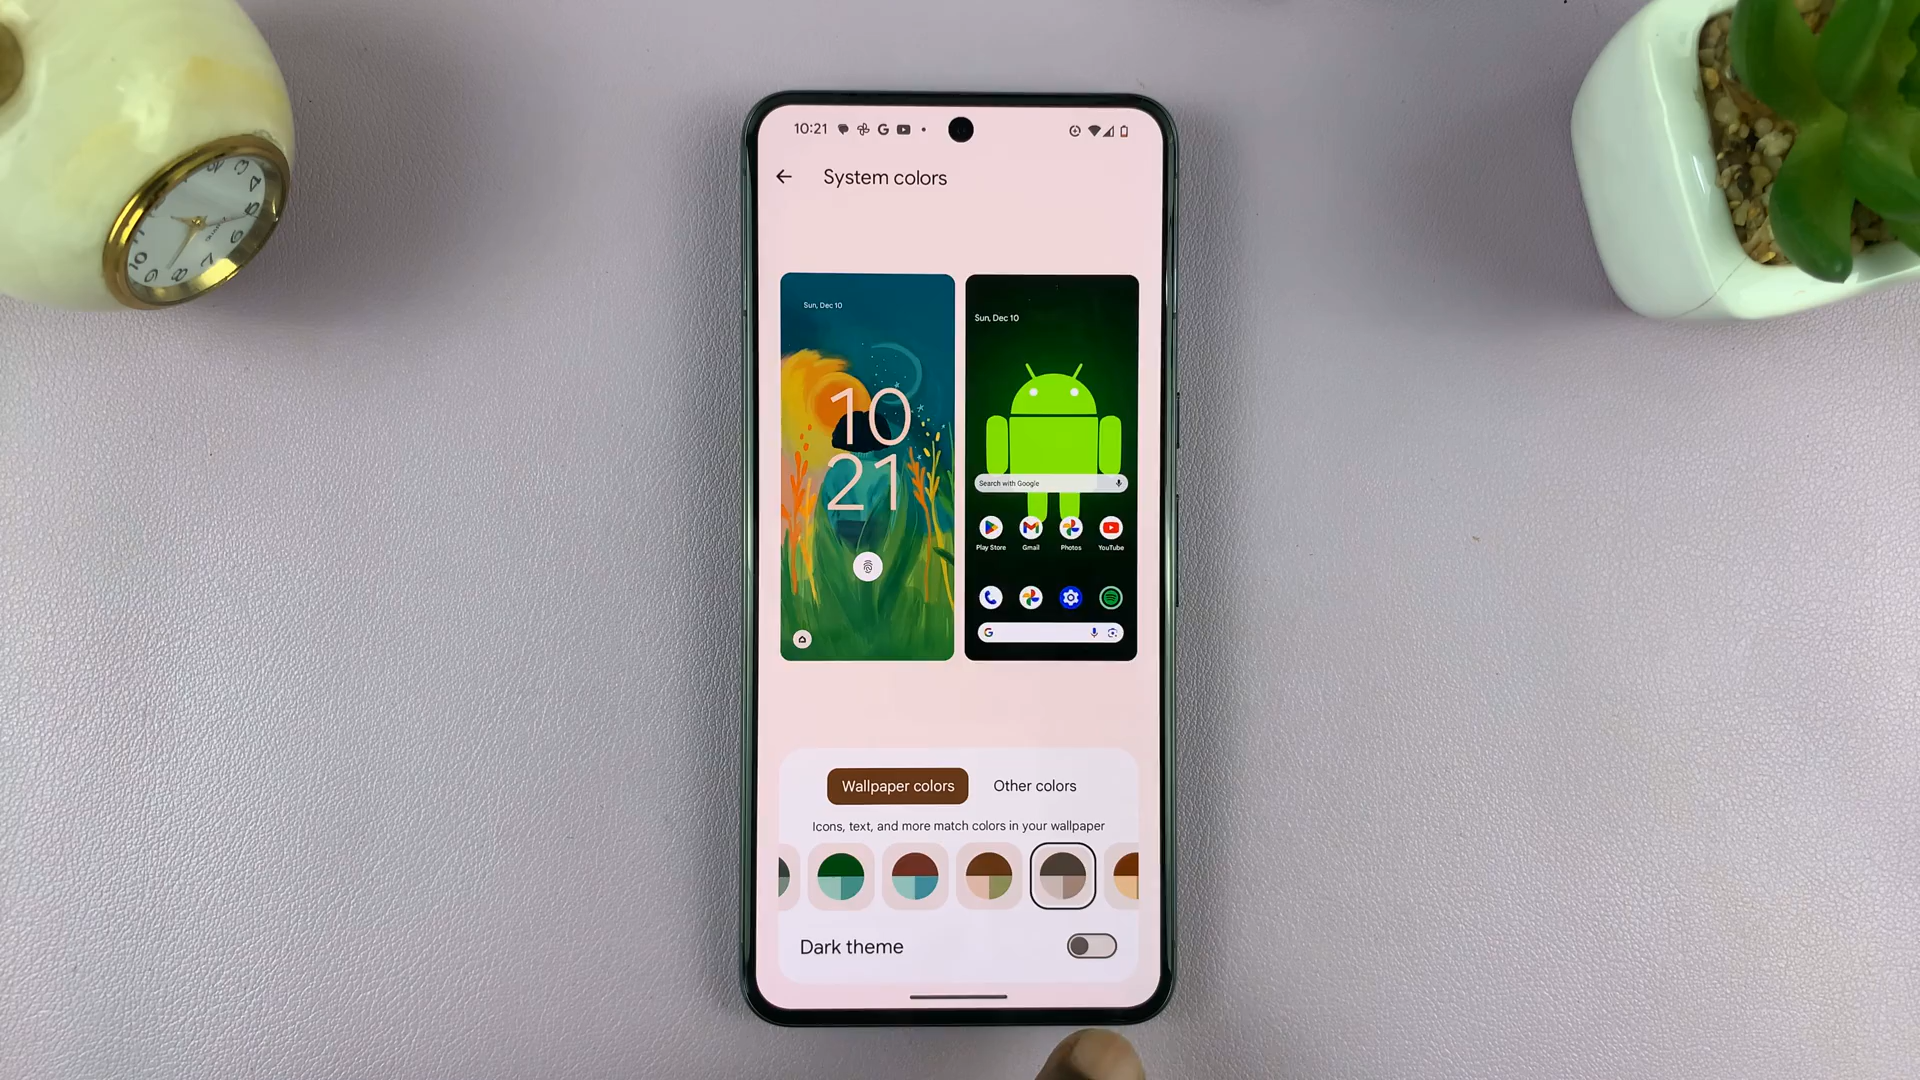 10:21
System colors
Sun, Dec 10
10
21
Sun, Dec 10
Search with Google
Play Store Gmail Photos YouTube
G
Wallpaper colors Other colors
Icons, text, and more match colors in your wallpaper
Dark theme